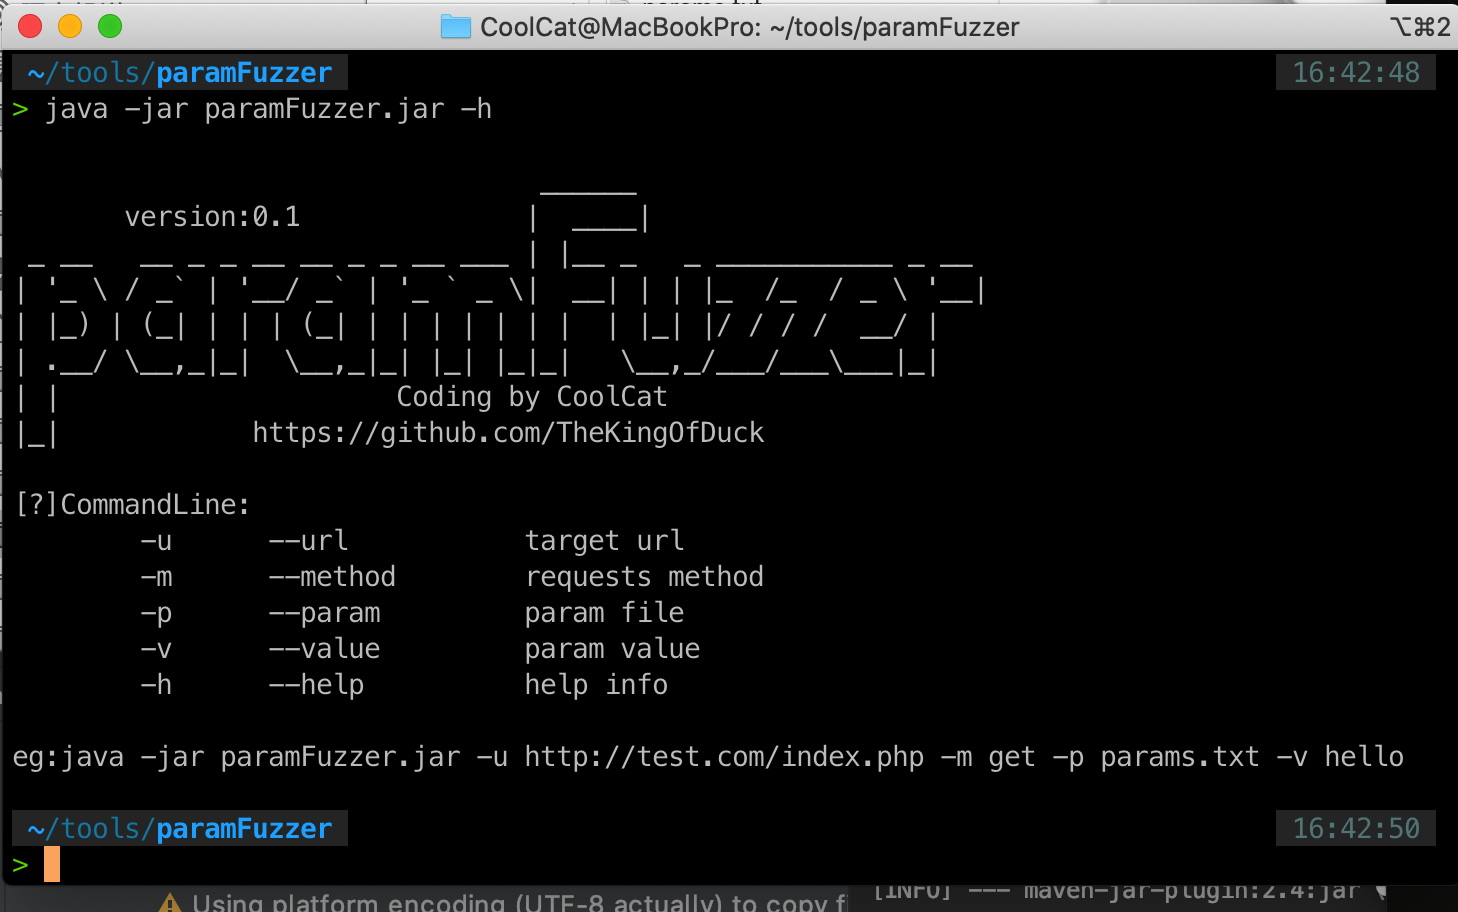 CoolCat@MacBookPro: ~/tools/paramFuzzer ⌥⌘2
~/tools/paramFuzzer 16:42:48
> java -jar paramFuzzer.jar -h
version:0.1
paramFuzzer
Coding by CoolCat
https://github.com/TheKingOfDuck
[?]CommandLine:
-u --url target url
-m --method requests method
-p --param param file
-v --value param value
-h --help help info
eg:java -jar paramFuzzer.jar -u http://test.com/index.php -m get -p params.txt -v hello
~/tools/paramFuzzer 16:42:50
>
Using platform encoding (UTF-8 actually) to copy fi
[INFO] --- maven-jar-plugin:2.4:jar